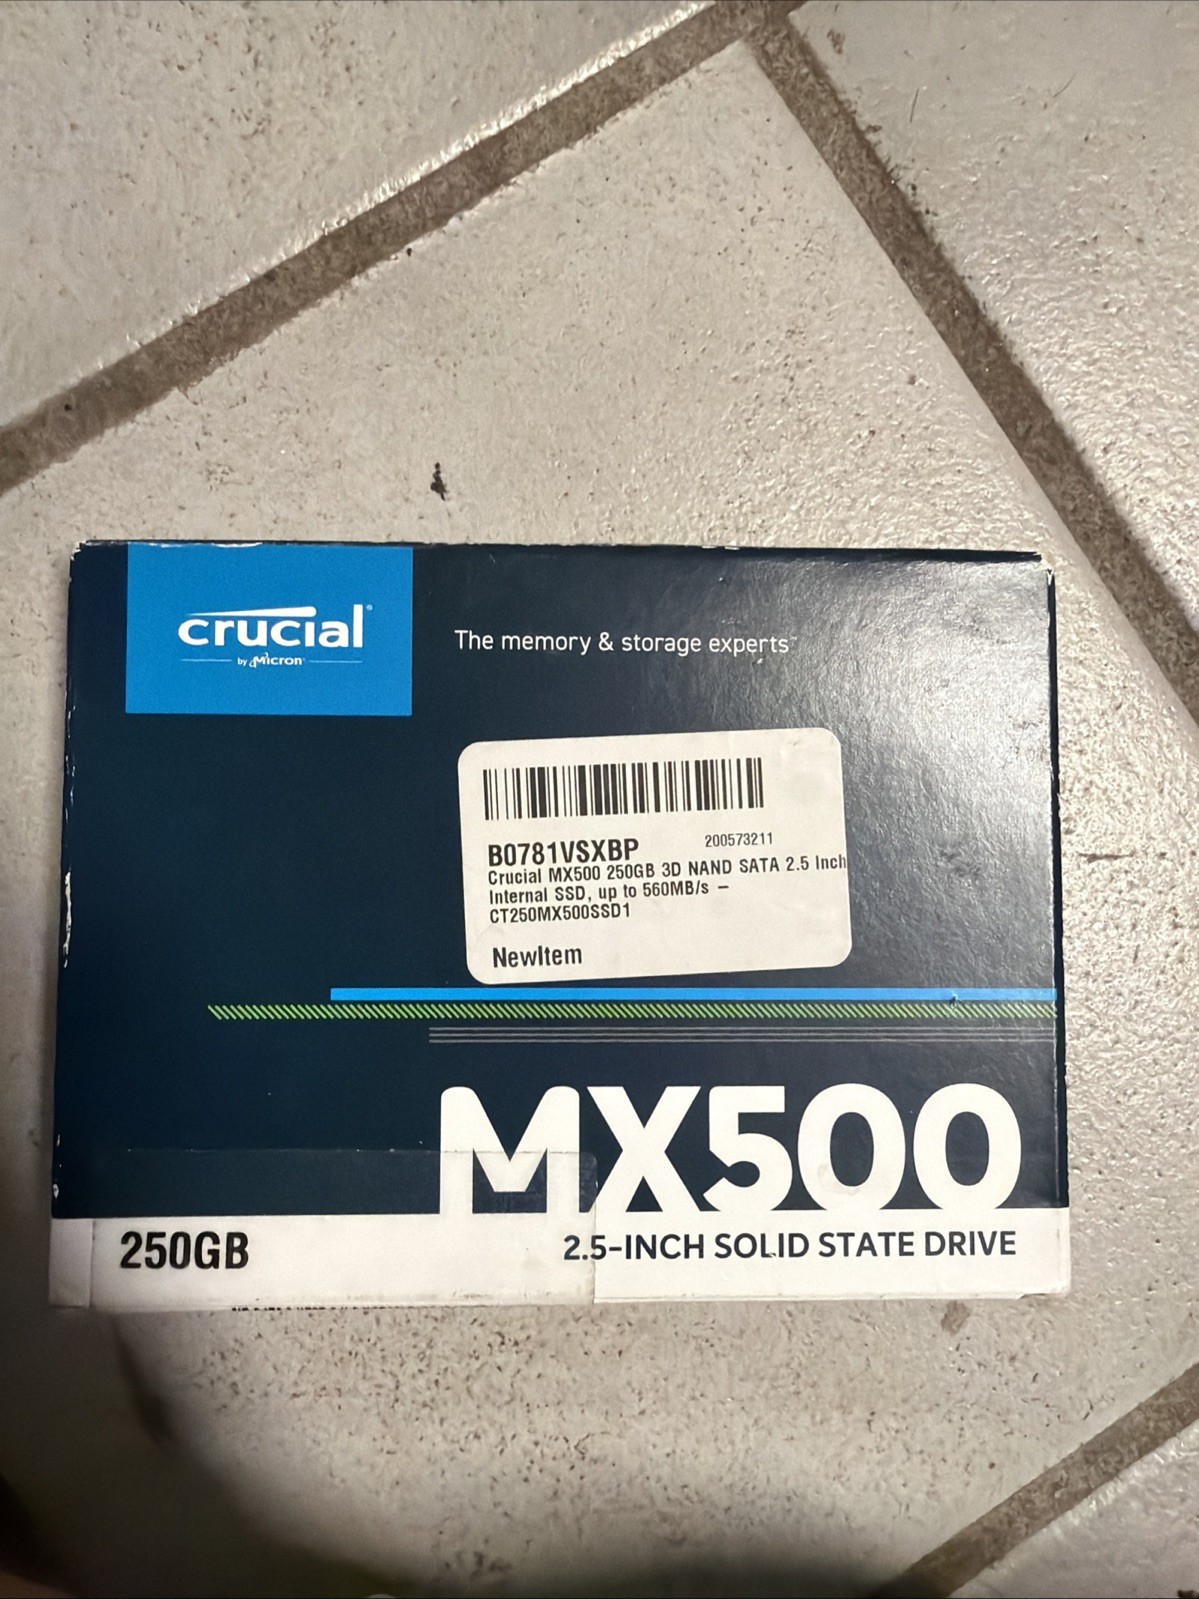 crucial®
by Micron®
The memory & storage experts™
B0781VSXBP 200573211
Crucial MX500 250GB 3D NAND SATA 2.5 Inch
Internal SSD, up to 560MB/s –
CT250MX500SSD1
NewItem
MX500
250GB 2.5-INCH SOLID STATE DRIVE